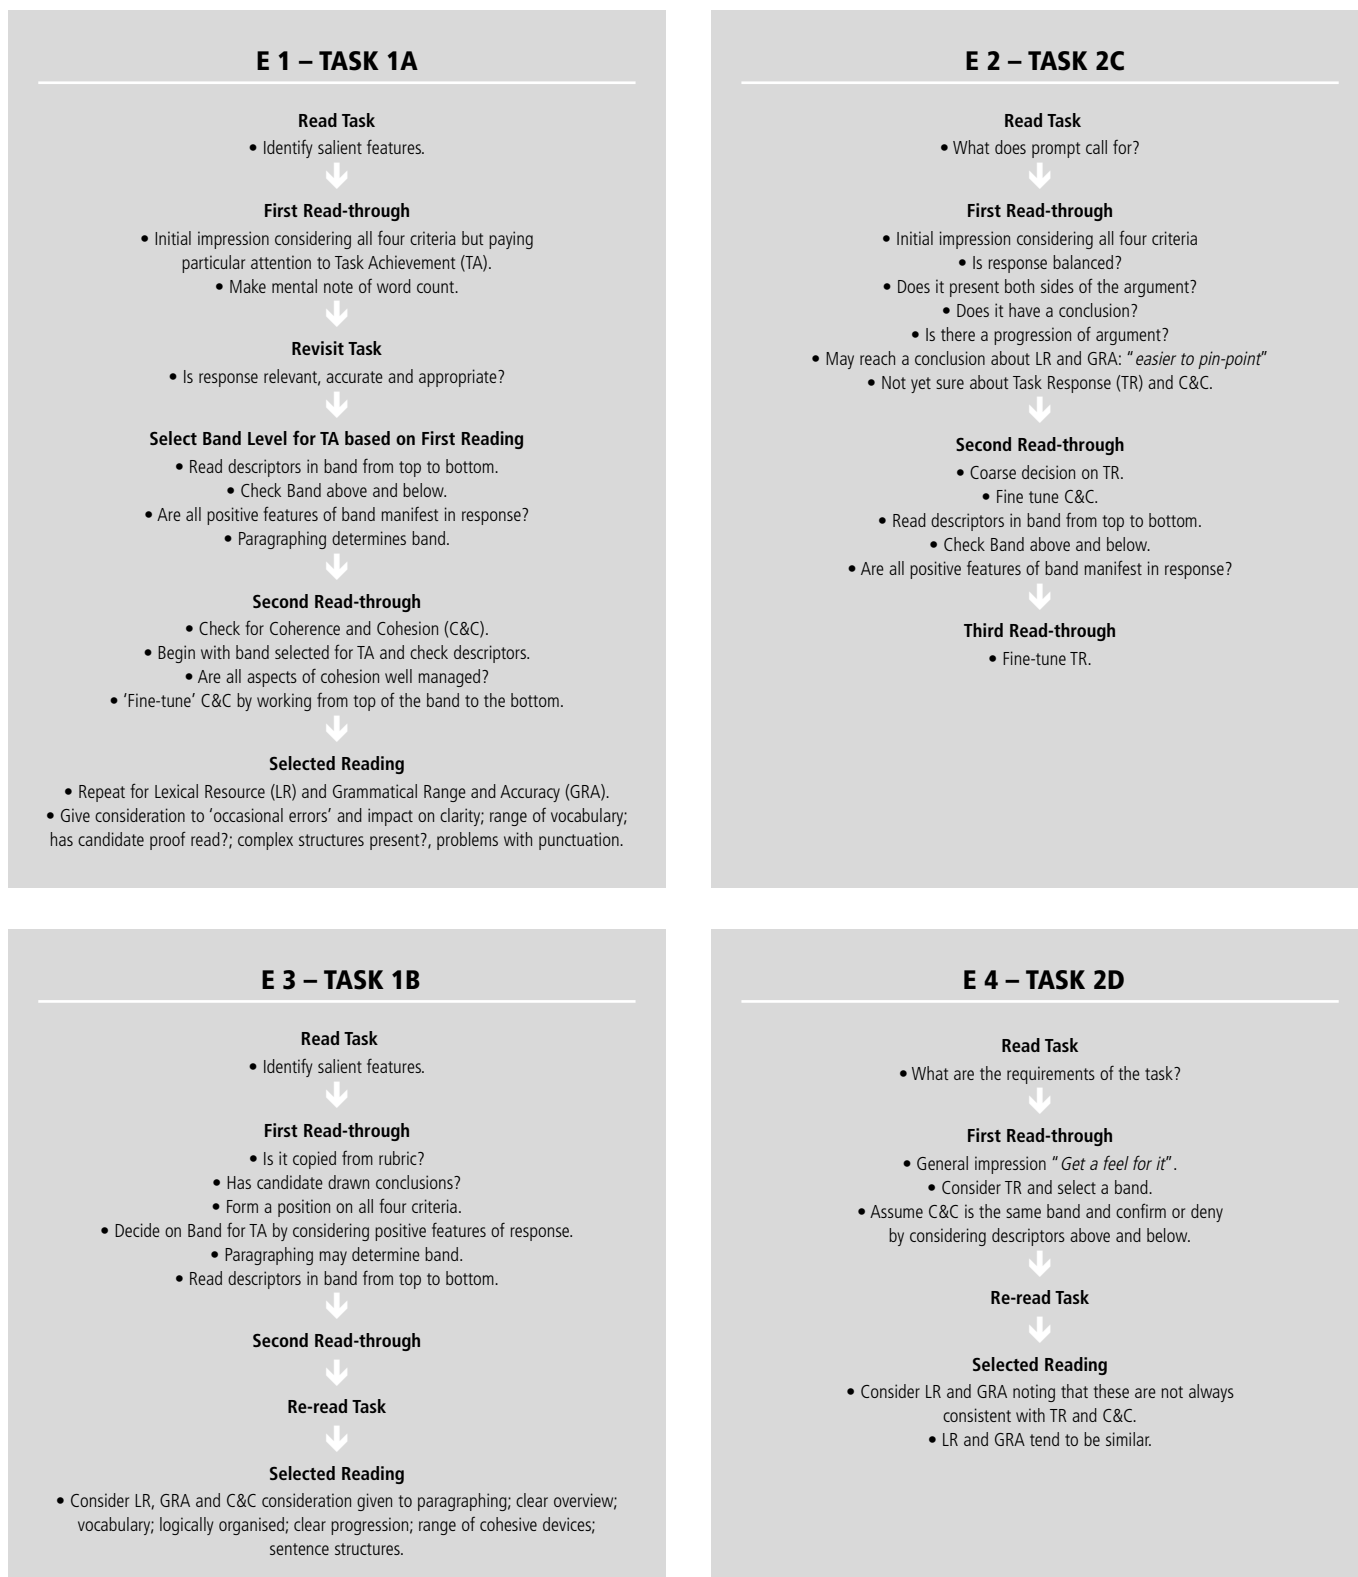 E 1 – TASK 1A
Read Task
• Identify salient features.
First Read-through
• Initial impression considering all four criteria but paying
particular attention to Task Achievement (TA).
• Make mental note of word count.
Revisit Task
• Is response relevant, accurate and appropriate?
Select Band Level for TA based on First Reading
• Read descriptors in band from top to bottom.
• Check Band above and below.
• Are all positive features of band manifest in response?
• Paragraphing determines band.
Second Read-through
• Check for Coherence and Cohesion (C&C).
• Begin with band selected for TA and check descriptors.
• Are all aspects of cohesion well managed?
• ‘Fine-tune’ C&C by working from top of the band to the bottom.
Selected Reading
• Repeat for Lexical Resource (LR) and Grammatical Range and Accuracy (GRA).
• Give consideration to ‘occasional errors’ and impact on clarity; range of vocabulary;
has candidate proof read?; complex structures present?, problems with punctuation.
E 2 – TASK 2C
Read Task
• What does prompt call for?
First Read-through
• Initial impression considering all four criteria
• Is response balanced?
• Does it present both sides of the argument?
• Does it have a conclusion?
• Is there a progression of argument?
• May reach a conclusion about LR and GRA: “easier to pin-point”
• Not yet sure about Task Response (TR) and C&C.
Second Read-through
• Coarse decision on TR.
• Fine tune C&C.
• Read descriptors in band from top to bottom.
• Check Band above and below.
• Are all positive features of band manifest in response?
Third Read-through
• Fine-tune TR.
E 3 – TASK 1B
Read Task
• Identify salient features.
First Read-through
• Is it copied from rubric?
• Has candidate drawn conclusions?
• Form a position on all four criteria.
• Decide on Band for TA by considering positive features of response.
• Paragraphing may determine band.
• Read descriptors in band from top to bottom.
Second Read-through
Re-read Task
Selected Reading
• Consider LR, GRA and C&C consideration given to paragraphing; clear overview;
vocabulary; logically organised; clear progression; range of cohesive devices;
sentence structures.
E 4 – TASK 2D
Read Task
• What are the requirements of the task?
First Read-through
• General impression “Get a feel for it”.
• Consider TR and select a band.
• Assume C&C is the same band and confirm or deny
by considering descriptors above and below.
Re-read Task
Selected Reading
• Consider LR and GRA noting that these are not always
consistent with TR and C&C.
• LR and GRA tend to be similar.